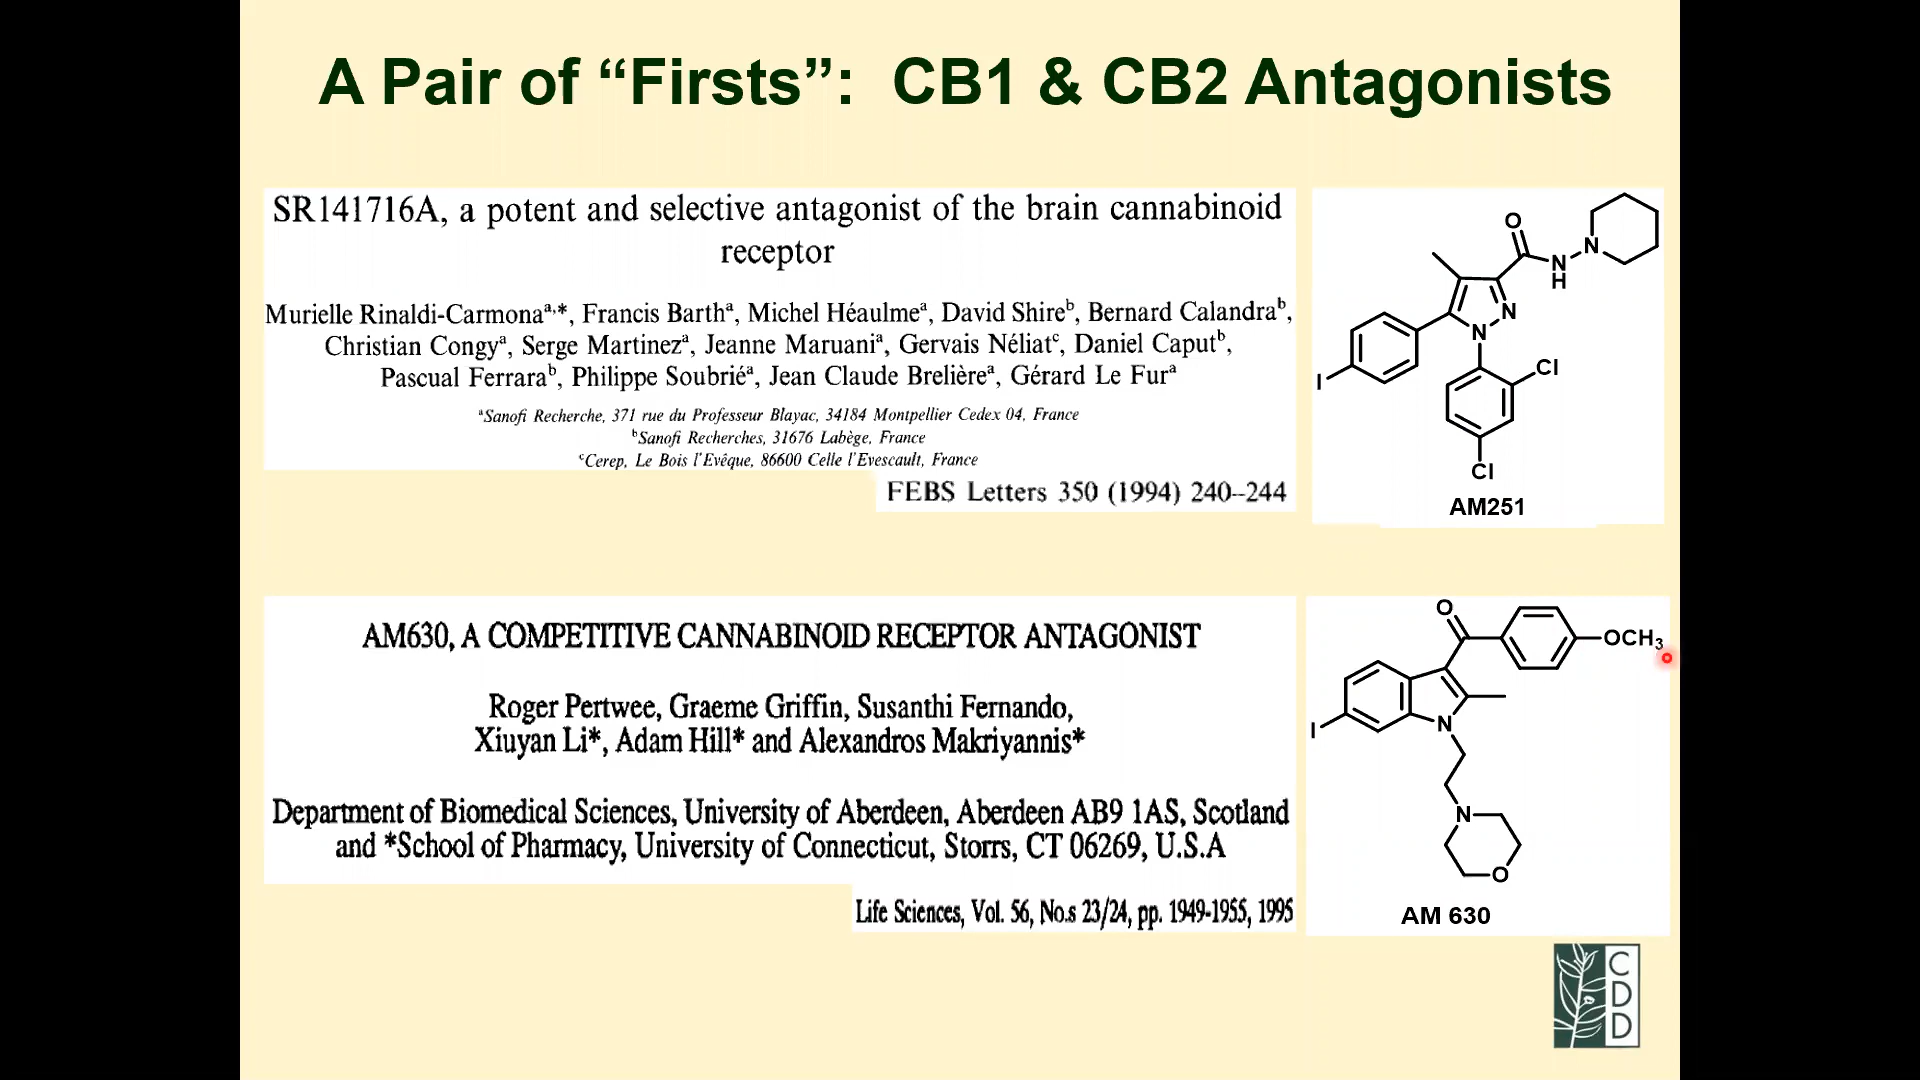 A Pair of “Firsts”: CB1 & CB2 Antagonists
SR141716A, a potent and selective antagonist of the brain cannabinoid
receptor
Murielle Rinaldi-Carmonaᵃ,*, Francis Barthᵃ, Michel Héaulmeᵃ, David Shireᵇ, Bernard Calandraᵇ,
Christian Congyᵃ, Serge Martinezᵃ, Jeanne Maruaniᵃ, Gervais Néliatᶜ, Daniel Caputᵇ,
Pascual Ferraraᵇ, Philippe Soubriéᵃ, Jean Claude Brelièreᵃ, Gérard Le Furᵃ
ᵃSanofi Recherche, 371 rue du Professeur Blayac, 34184 Montpellier Cedex 04, France
ᵇSanofi Recherches, 31676 Labège, France
ᶜCerep, Le Bois l'Evêque, 86600 Celle l'Evescault, France
FEBS Letters 350 (1994) 240–244
O
N
N
H
N
N
I
Cl
Cl
AM251
AM630, A COMPETITIVE CANNABINOID RECEPTOR ANTAGONIST
Roger Pertwee, Graeme Griffin, Susanthi Fernando,
Xiuyan Li*, Adam Hill* and Alexandros Makriyannis*
Department of Biomedical Sciences, University of Aberdeen, Aberdeen AB9 1AS, Scotland
and *School of Pharmacy, University of Connecticut, Storrs, CT 06269, U.S.A
Life Sciences, Vol. 56, No.s 23/24, pp. 1949-1955, 1995
O
OCH₃
I
N
N
O
AM 630
C
D
D